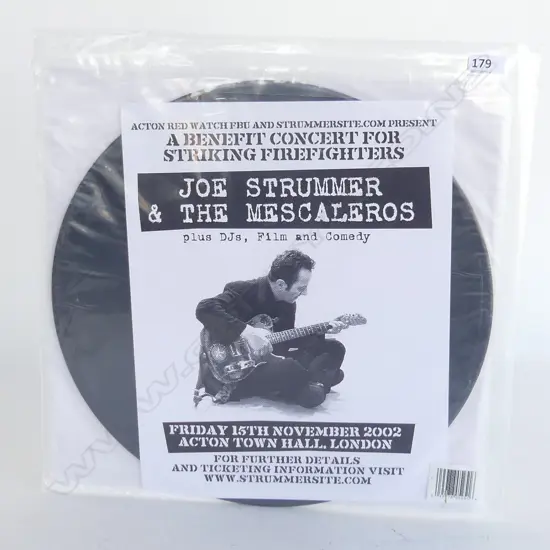 179
ACTON RED WATCH FBU AND STRUMMERSITE.COM PRESENT
A BENEFIT CONCERT FOR
STRIKING FIREFIGHTERS
JOE STRUMMER
& THE MESCALEROS
plus DJs, Film and Comedy
FRIDAY 15TH NOVEMBER 2002
ACTON TOWN HALL, LONDON
FOR FURTHER DETAILS
AND TICKETING INFORMATION VISIT
WWW.STRUMMERSITE.COM